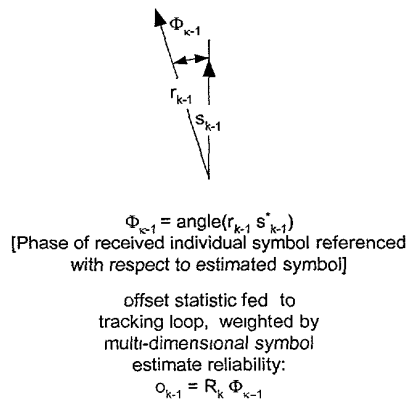 Φκ-1
rk-1
sk-1
Φκ-1 = angle(rk-1 s*k-1)
[Phase of received individual symbol referenced
with respect to estimated symbol]
offset statistic fed to
tracking loop, weighted by
multi-dimensional symbol
estimate reliability:
ok-1 = Rk Φκ-1